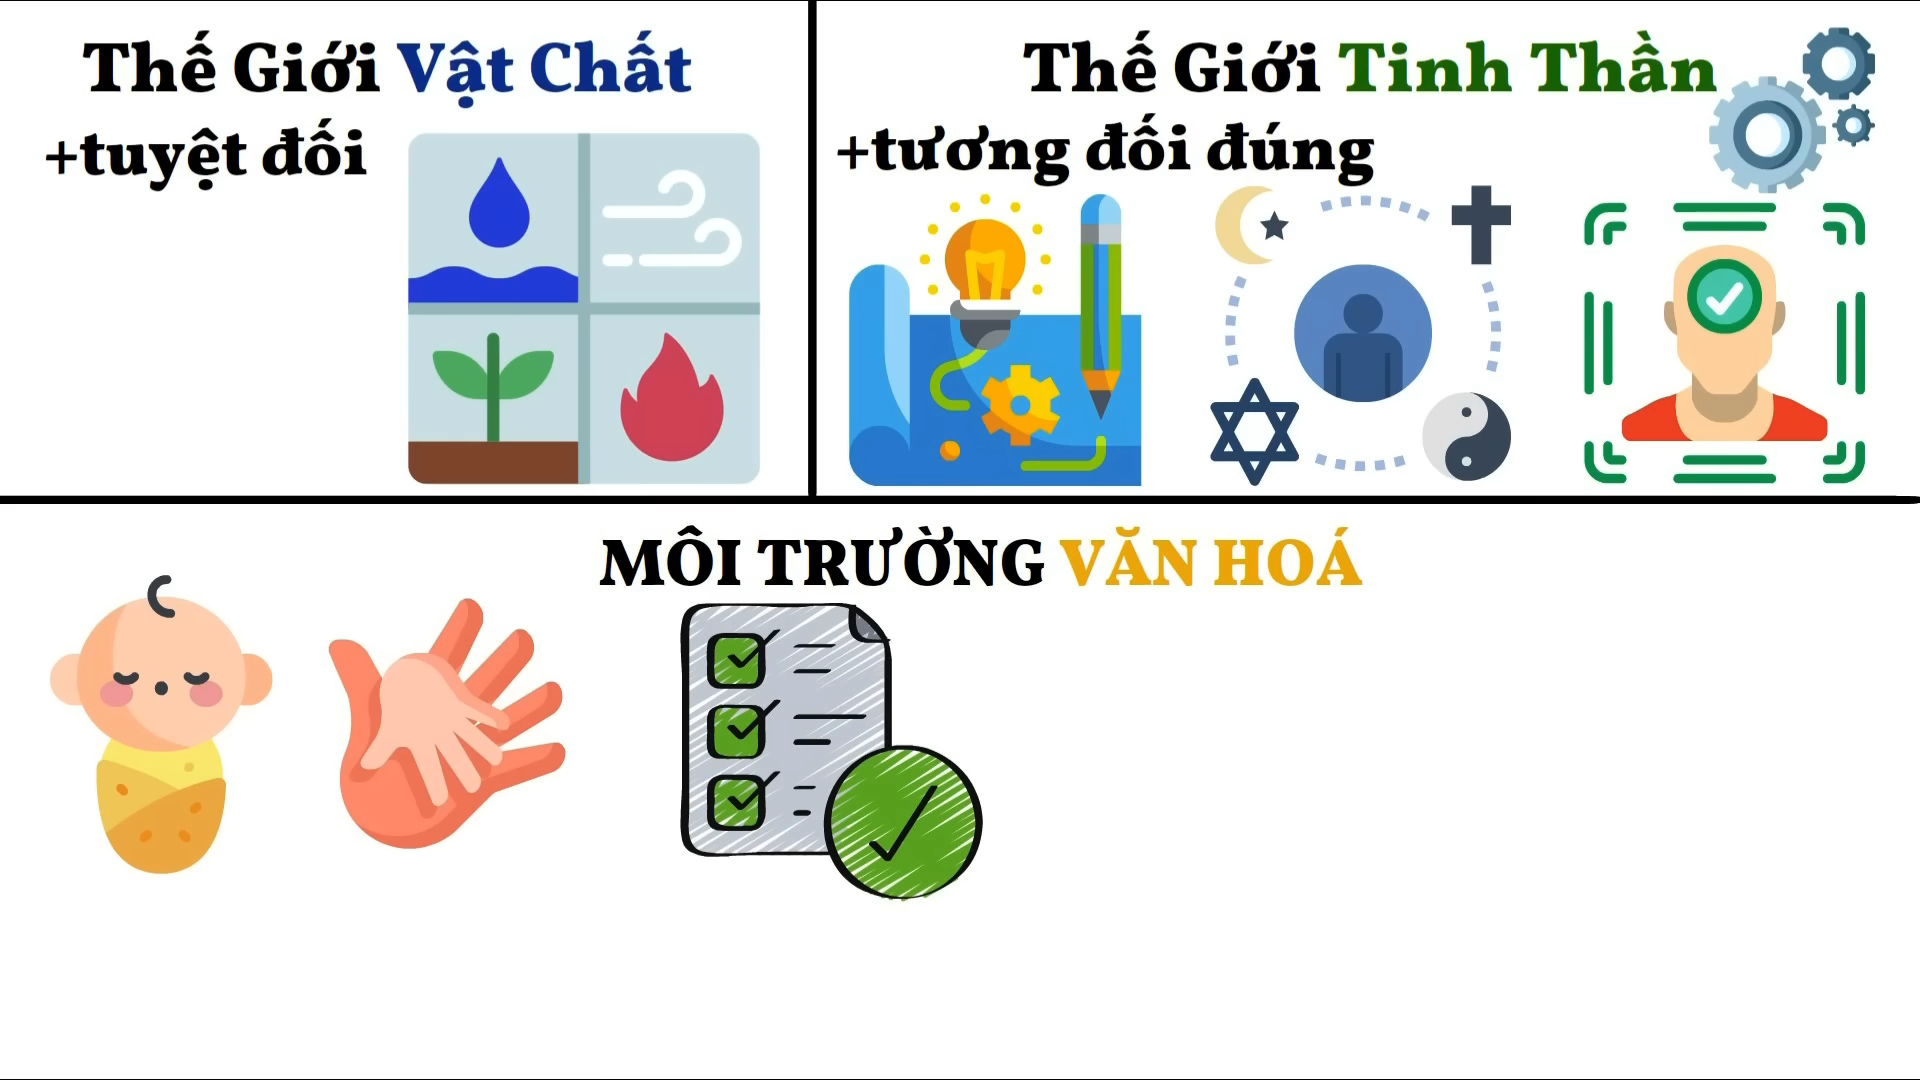 Thế Giới Vật Chất
+tuyệt đối
Thế Giới Tinh Thần
+tương đối đúng
MÔI TRƯỜNG VĂN HOÁ